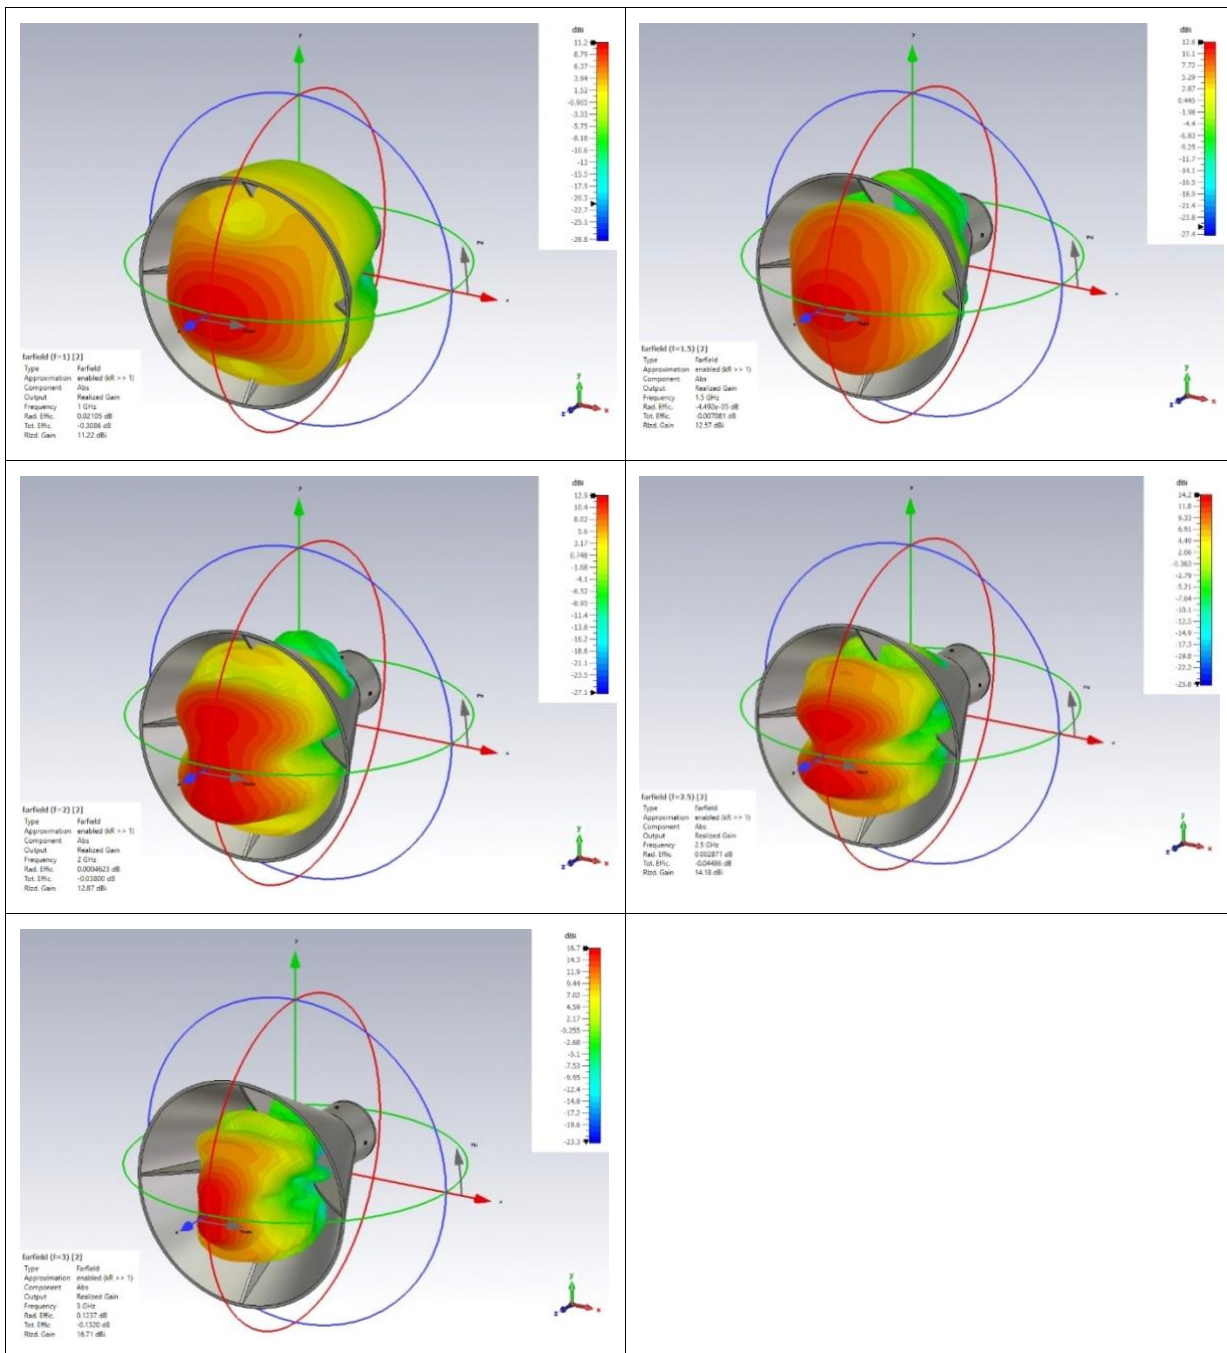 dBi
11.2
8.79
6.37
3.94
1.52
-0.905
-3.33
-5.75
-8.18
-10.6
-13
-15.5
-17.9
-20.3
-22.7
-25.1
-28.8
y
x
Phi
Theta
farfield (f=1) [2]
Type Farfield
Approximation enabled (kR >> 1)
Component Abs
Output Realized Gain
Frequency 1 GHz
Rad. Effic. 0.02105 dB
Tot. Effic. -0.3086 dB
Rlzd. Gain 11.22 dBi
y
z
x
dBi
12.6
10.1
7.72
5.29
2.87
0.445
-1.98
-4.4
-6.82
-9.25
-11.7
-14.1
-16.5
-18.9
-21.4
-23.8
-27.4
y
x
Phi
Theta
farfield (f=1.5) [2]
Type Farfield
Approximation enabled (kR >> 1)
Component Abs
Output Realized Gain
Frequency 1.5 GHz
Rad. Effic. -4.492e-05 dB
Tot. Effic. -0.007081 dB
Rlzd. Gain 12.57 dBi
y
z
x
dBi
12.9
10.4
8.02
5.6
3.17
0.748
-1.68
-4.1
-6.52
-8.95
-11.4
-13.8
-16.2
-18.6
-21.1
-23.5
-27.1
y
x
Phi
Theta
farfield (f=2) [2]
Type Farfield
Approximation enabled (kR >> 1)
Component Abs
Output Realized Gain
Frequency 2 GHz
Rad. Effic. 0.0004623 dB
Tot. Effic. -0.03800 dB
Rlzd. Gain 12.87 dBi
y
z
x
dBi
14.2
11.8
9.33
6.91
4.49
2.06
-0.363
-2.79
-5.21
-7.64
-10.1
-12.5
-14.9
-17.3
-19.8
-22.2
-25.8
y
x
Phi
Theta
farfield (f=2.5) [2]
Type Farfield
Approximation enabled (kR >> 1)
Component Abs
Output Realized Gain
Frequency 2.5 GHz
Rad. Effic. 0.002871 dB
Tot. Effic. -0.04486 dB
Rlzd. Gain 14.18 dBi
y
z
x
dBi
16.7
14.3
11.9
9.44
7.02
4.59
2.17
-0.255
-2.68
-5.1
-7.53
-9.95
-12.4
-14.8
-17.2
-19.6
-23.3
y
x
Phi
Theta
farfield (f=3) [2]
Type Farfield
Approximation enabled (kR >> 1)
Component Abs
Output Realized Gain
Frequency 3 GHz
Rad. Effic. 0.1237 dB
Tot. Effic. -0.1320 dB
Rlzd. Gain 16.71 dBi
y
z
x